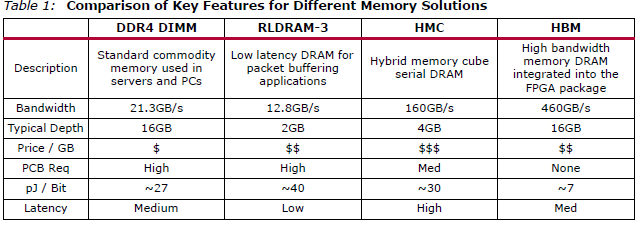 Table 1: Comparison of Key Features for Different Memory Solutions
DDR4 DIMM RLDRAM-3 HMC HBM
Description Standard commodity memory used in servers and PCs Low latency DRAM for packet buffering applications Hybrid memory cube serial DRAM High bandwidth memory DRAM integrated into the FPGA package
Bandwidth 21.3GB/s 12.8GB/s 160GB/s 460GB/s
Typical Depth 16GB 2GB 4GB 16GB
Price / GB $ $$ $$$ $$
PCB Req High High Med None
pJ / Bit ~27 ~40 ~30 ~7
Latency Medium Low High Med